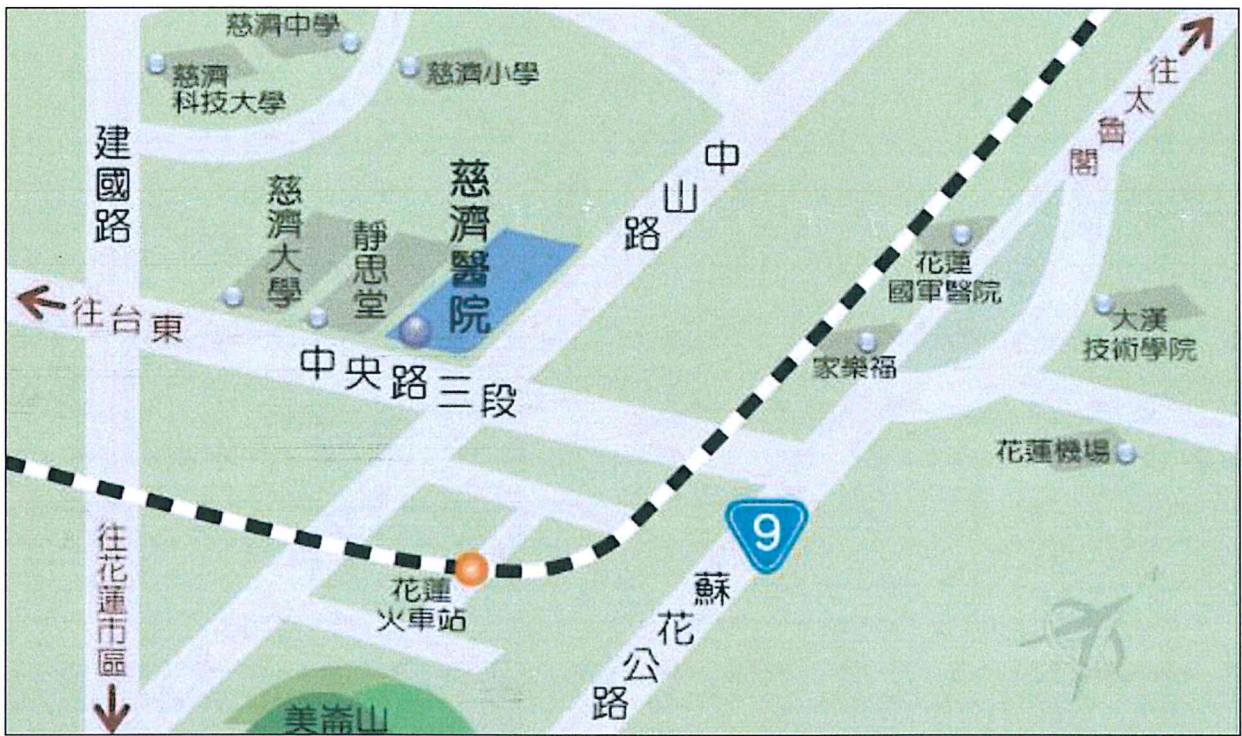 慈濟中學
慈濟
科技大學
慈濟小學
往太魯閣
建國路
中山路
慈濟大學
靜思堂
慈濟醫院
花蓮
國軍醫院
往台東
大漢
技術學院
中央路三段
家樂福
花蓮機場
9
往花蓮市區
花蓮
火車站
蘇花公路
美崙山